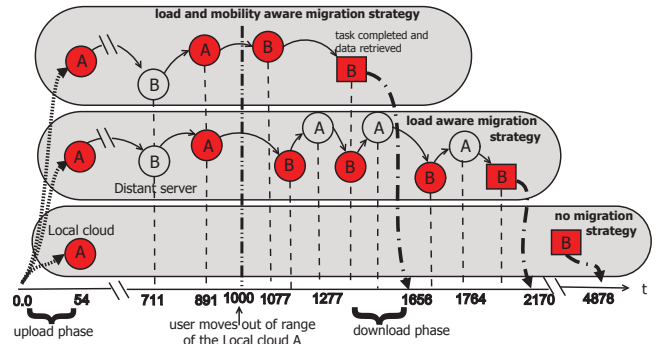 load and mobility aware migration strategy
A
B
A
B
B
task completed and
data retrieved
A
B
A
B
A
B
A
B
A
B
load aware migration
strategy
Distant server
Local cloud
A
B
no migration
strategy
0.0 54 711 891 1000 1077 1277 1656 1764 2170 4878 t
upload phase
user moves out of range
of the Local cloud A
download phase